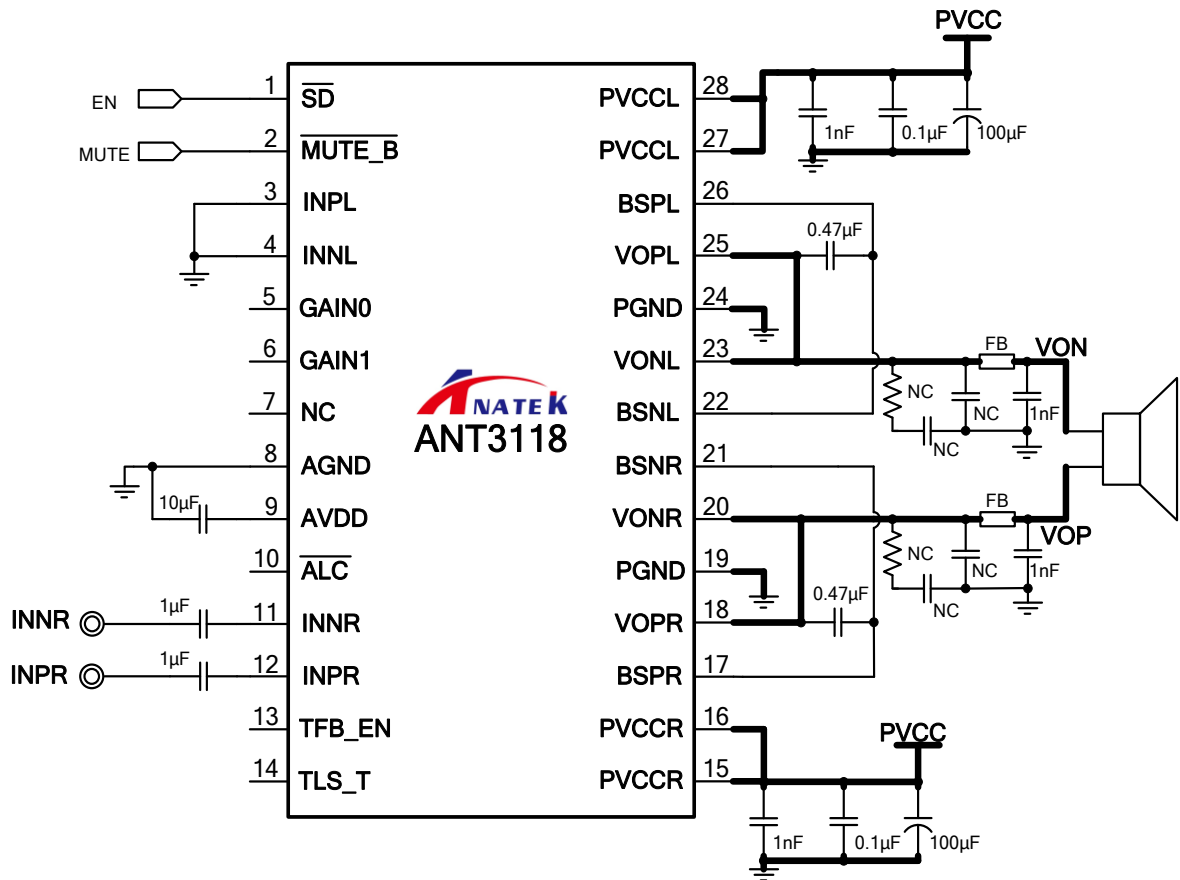 PVCC
1 SD
28 PVCCL
EN
1nF 0.1µF 100µF
2 MUTE_B
27 PVCCL
MUTE
3 INPL
26 BSPL
0.47µF
4 INNL
25 VOPL
5 GAIN0
24 PGND
6 GAIN1
23 VONL
FB VON
NC NC 1nF
NC
7 NC
22 BSNL
ANATEK
ANT3118
8 AGND
21 BSNR
10µF
9 AVDD
20 VONR
FB
VOP
NC NC 1nF
NC
10 ALC
19 PGND
0.47µF
INNR 1µF 11 INNR
18 VOPR
INPR 1µF 12 INPR
17 BSPR
13 TFB_EN
16 PVCCR
PVCC
14 TLS_T
15 PVCCR
1nF 0.1µF 100µF